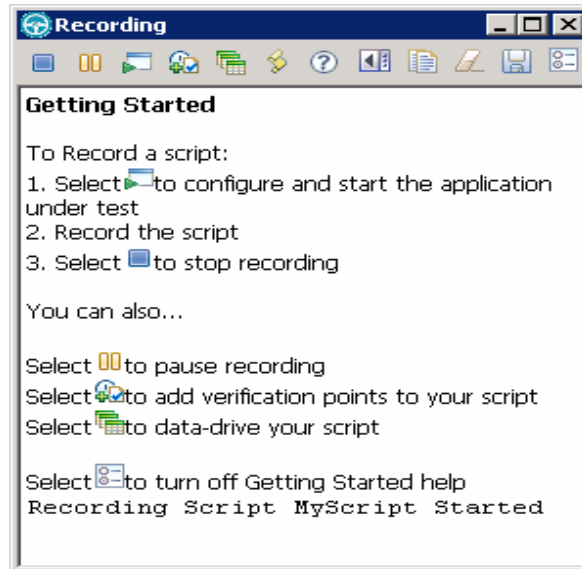 Recording
Getting Started
To Record a script:
1. Select to configure and start the application
under test
2. Record the script
3. Select to stop recording
You can also...
Select to pause recording
Select to add verification points to your script
Select to data-drive your script
Select to turn off Getting Started help
Recording Script MyScript Started